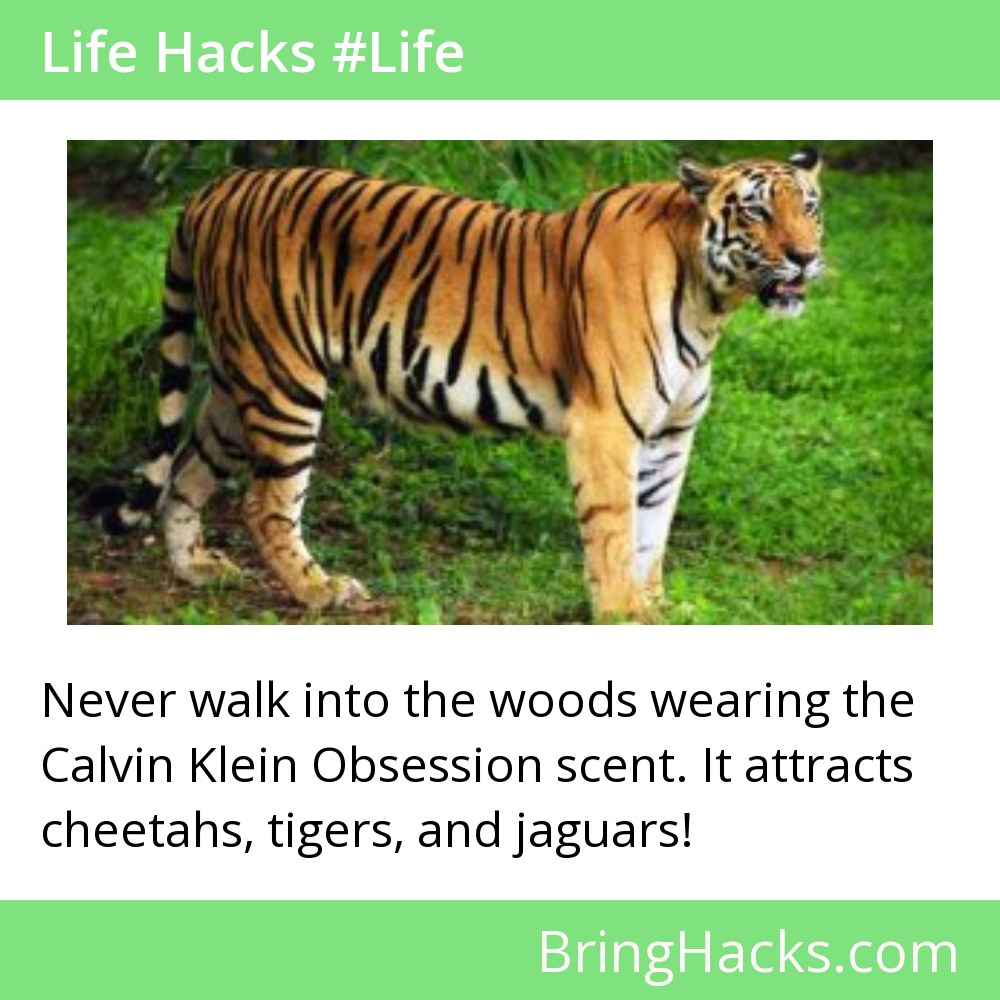 Life Hacks #Life
Never walk into the woods wearing the
Calvin Klein Obsession scent. It attracts
cheetahs, tigers, and jaguars!
BringHacks.com